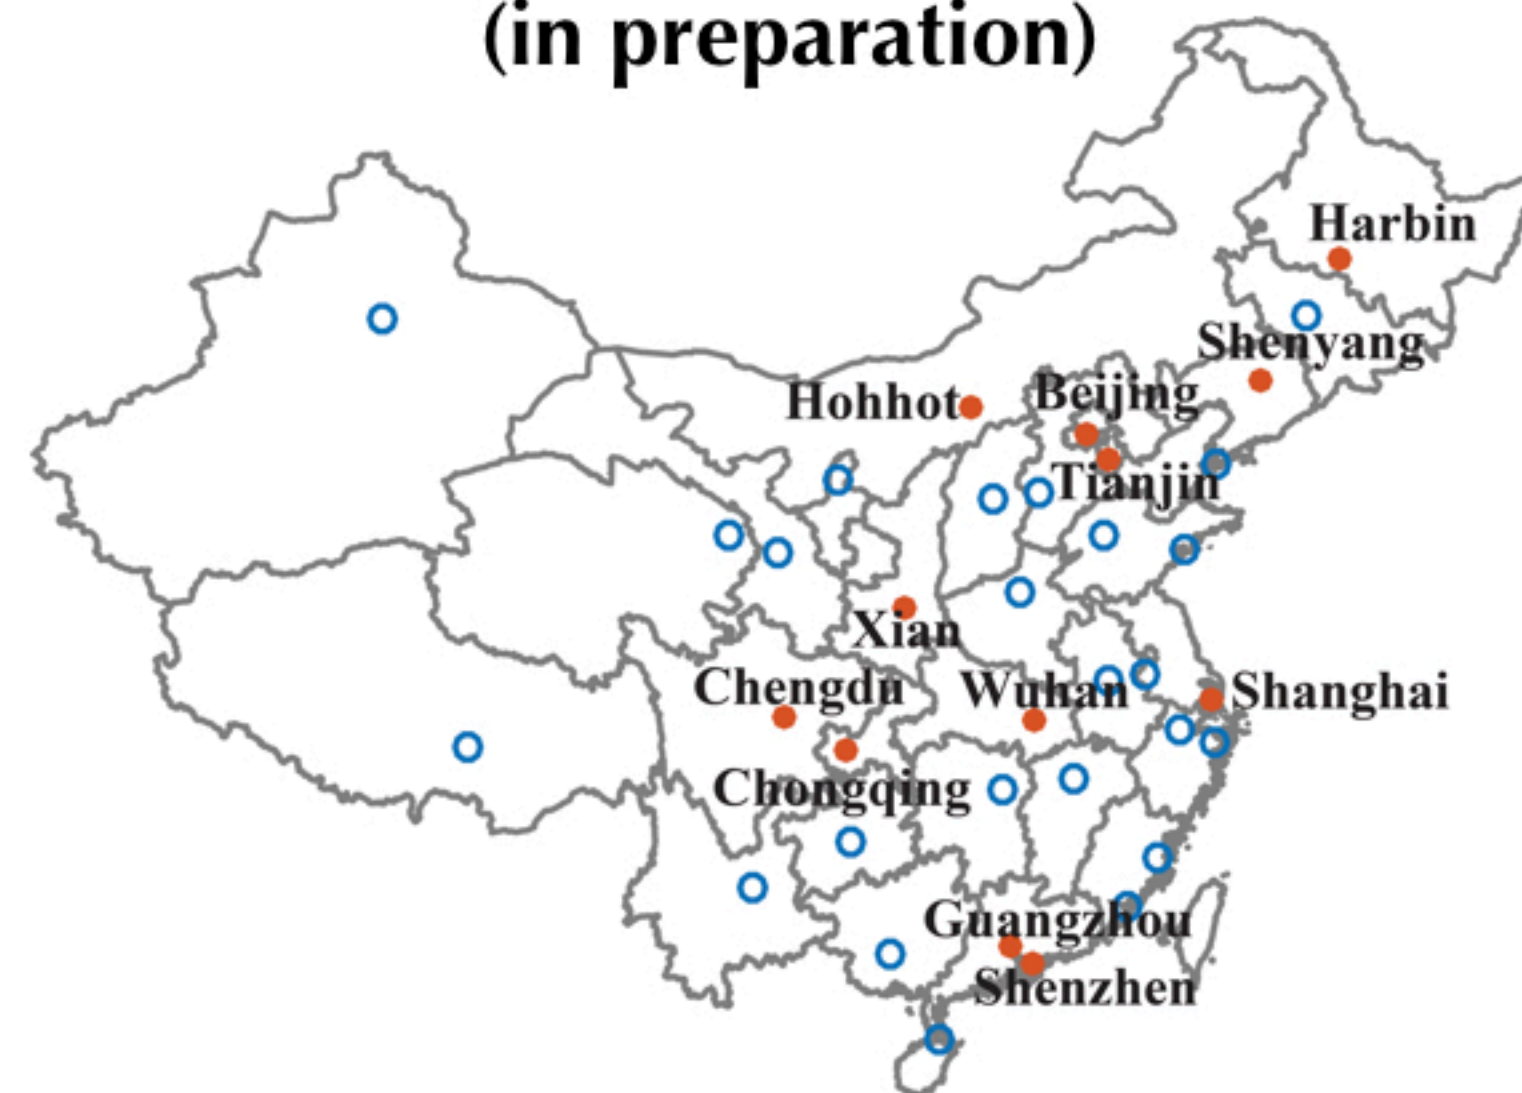 (in preparation)
Harbin
Shenyang
Beijing
Hohhot
Tianjin
Xian
Chengdu
Wuhan
Shanghai
Chongqing
Guangzhou
Shenzhen